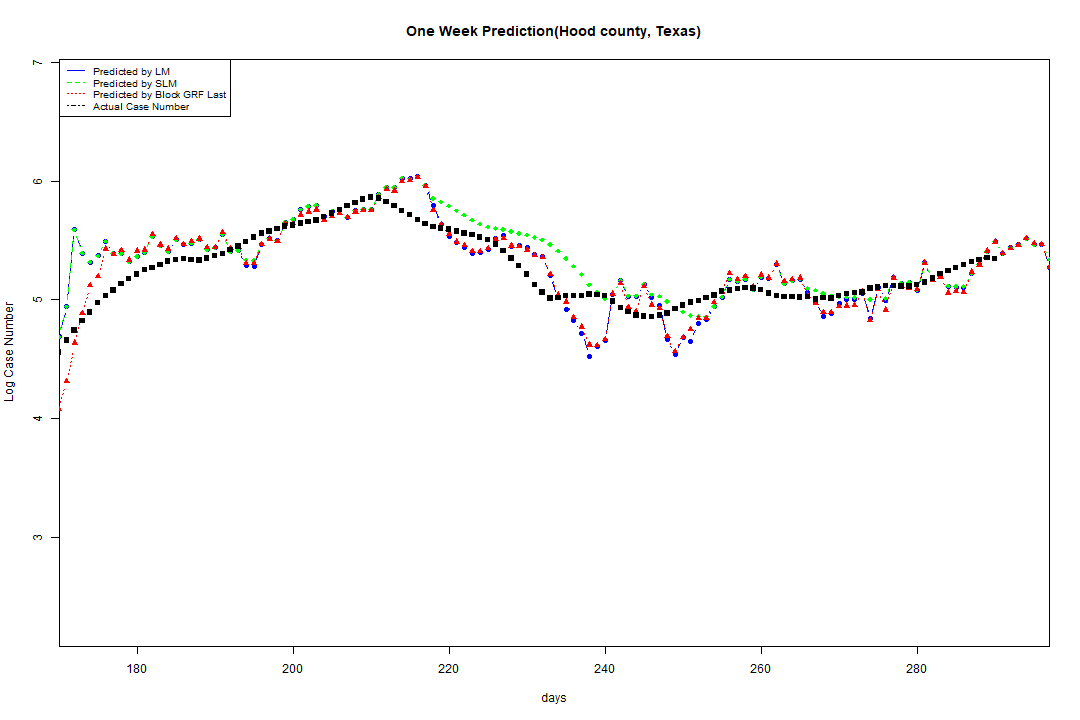 One Week Prediction(Hood county, Texas)
Predicted by LM
Predicted by SLM
Predicted by Block GRF Last
Actual Case Number
7
6
5
4
3
Log Case Number
180 200 220 240 260 280
days